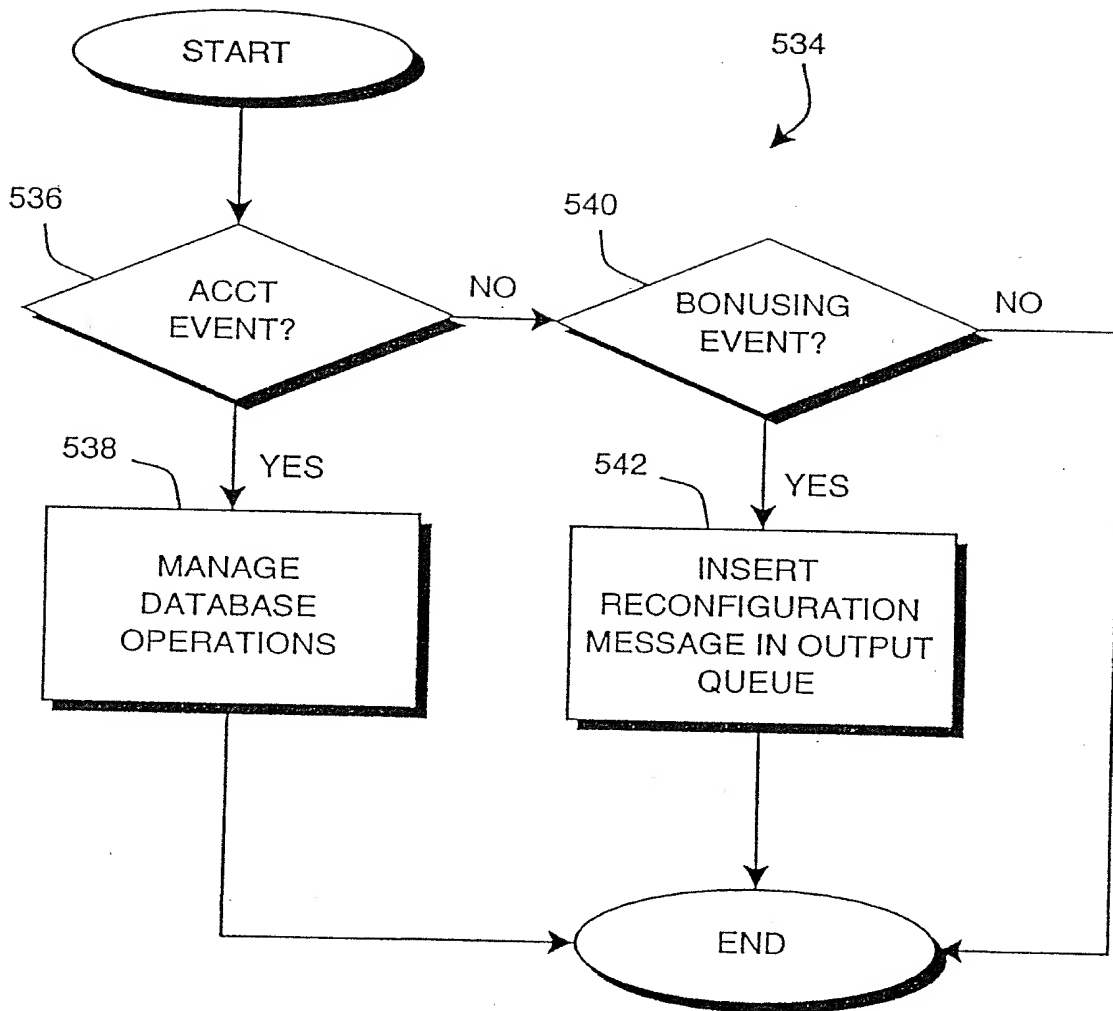 START
534
536
ACCT
EVENT?
NO
540
BONUSING
EVENT?
NO
538
YES
MANAGE
DATABASE
OPERATIONS
542
YES
INSERT
RECONFIGURATION
MESSAGE IN OUTPUT
QUEUE
END